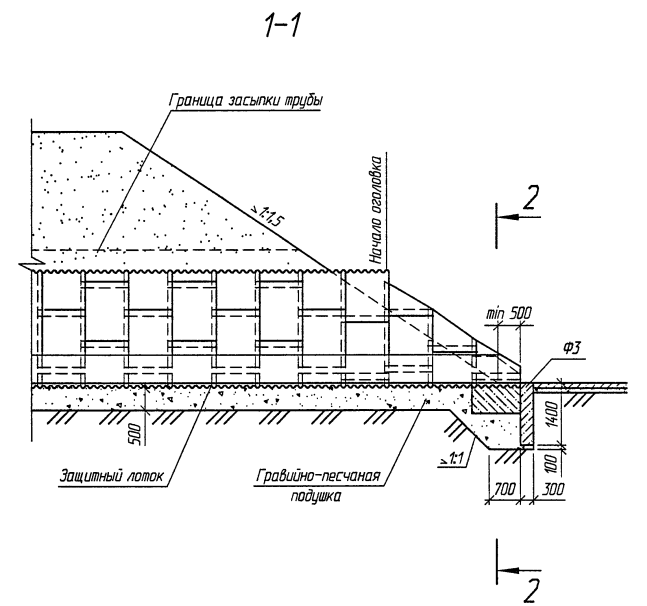 1-1
Граница засыпки трубы
≥1:1,5
Начало оголовка
2
min 500
Ф3
500
1400
Защитный лоток
Гравийно-песчаная
подушка
≥1:1
100
700
300
2